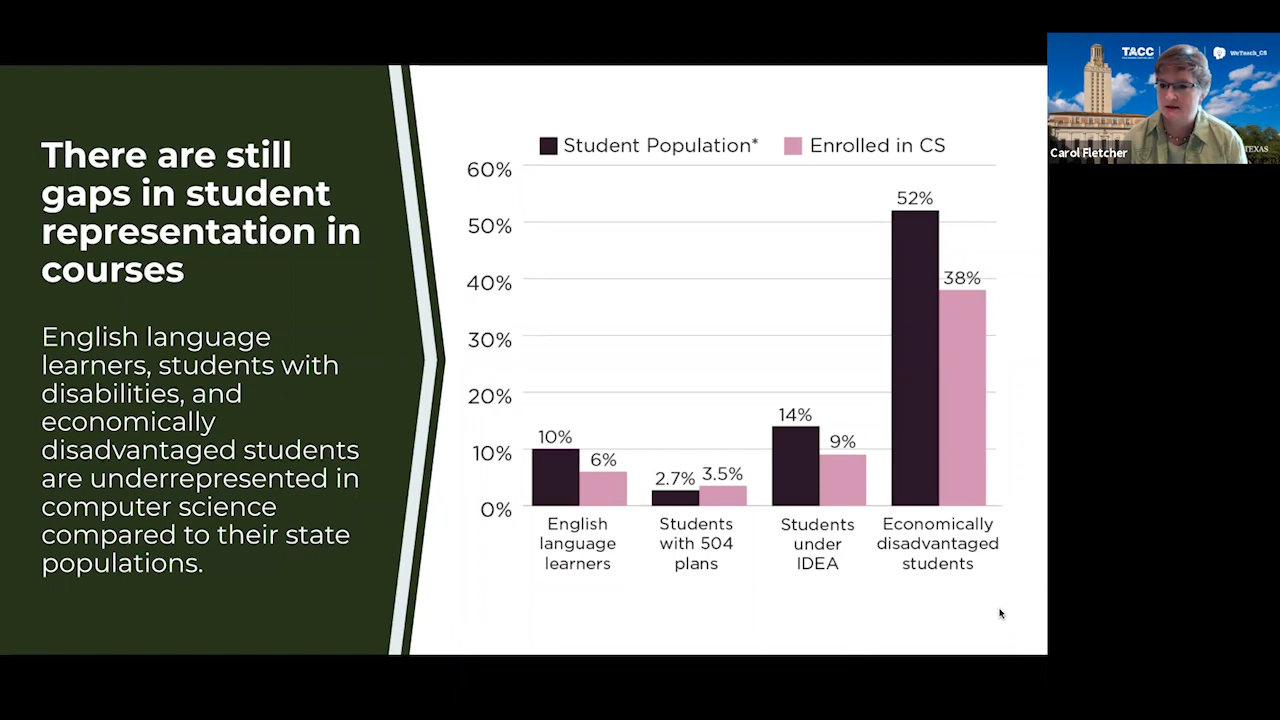 There are still
gaps in student
representation in
courses
English language
learners, students with
disabilities, and
economically
disadvantaged students
are underrepresented in
computer science
compared to their state
populations.
Student Population* Enrolled in CS
60%
50%
40%
30%
20%
10%
0%
10%
6%
2.7%
3.5%
14%
9%
52%
38%
English
language
learners
Students
with 504
plans
Students
under
IDEA
Economically
disadvantaged
students
TACC
WeTeach_CS
TEXAS
Carol Fletcher